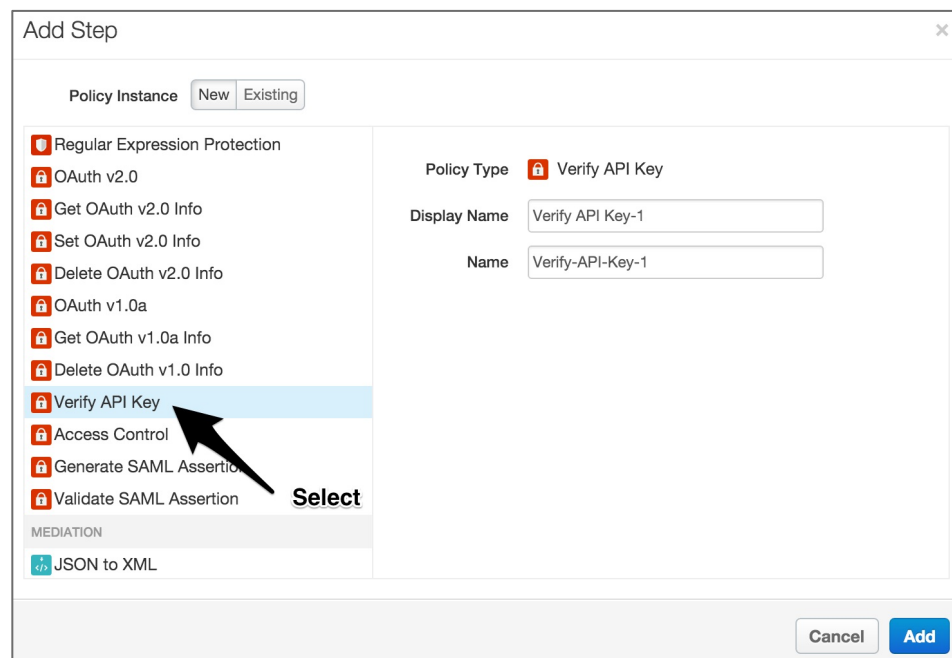 Add Step
×
Policy Instance New Existing
Regular Expression Protection
OAuth v2.0
Get OAuth v2.0 Info
Set OAuth v2.0 Info
Delete OAuth v2.0 Info
OAuth v1.0a
Get OAuth v1.0a Info
Delete OAuth v1.0 Info
Verify API Key
Access Control
Generate SAML Assertion
Validate SAML Assertion
Select
MEDIATION
JSON to XML
Policy Type Verify API Key
Display Name Verify API Key-1
Name Verify-API-Key-1
Cancel Add